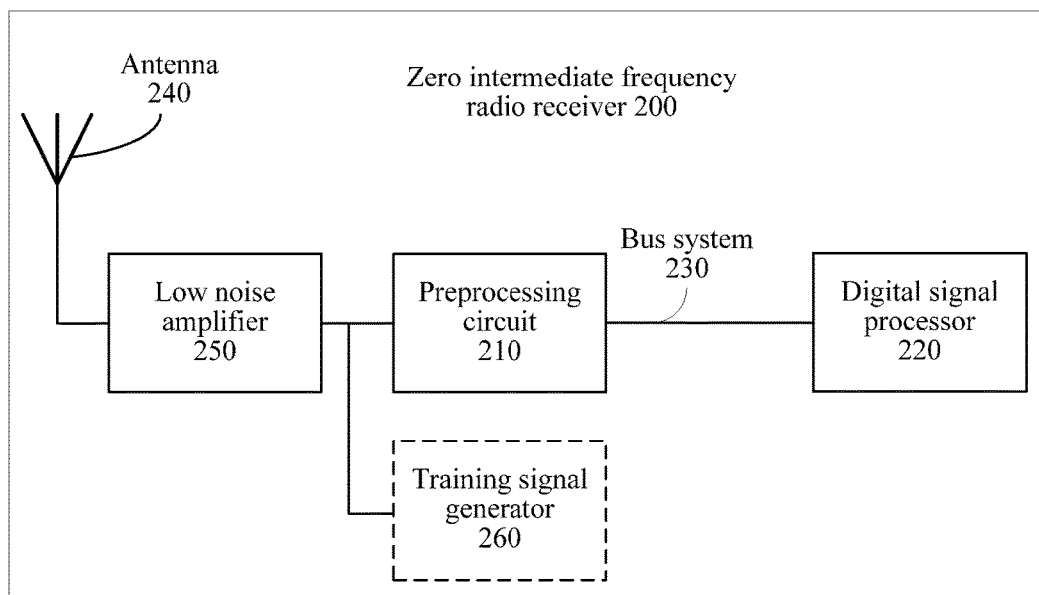 Antenna
240
Zero intermediate frequency
radio receiver 200
Bus system
230
Low noise
amplifier
250
Preprocessing
circuit
210
Digital signal
processor
220
Training signal
generator
260